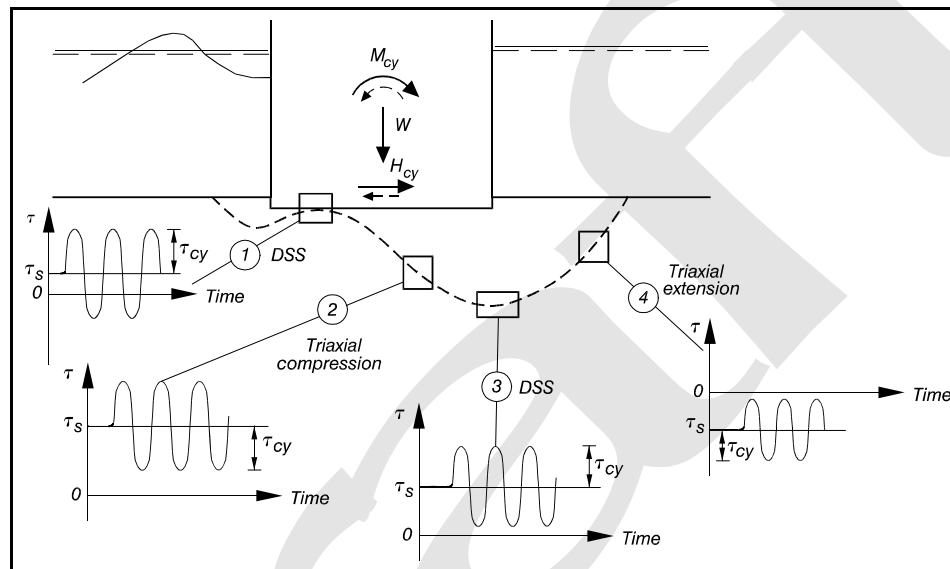 M_cy
W
H_cy
τ
τ_cy
τ_s
0
Time
1 DSS
2
Triaxial
compression
τ
τ_s
τ_cy
0
Time
3 DSS
τ
τ_cy
τ_s
0
Time
Triaxial
extension
4
τ
0
Time
τ_s
τ_cy